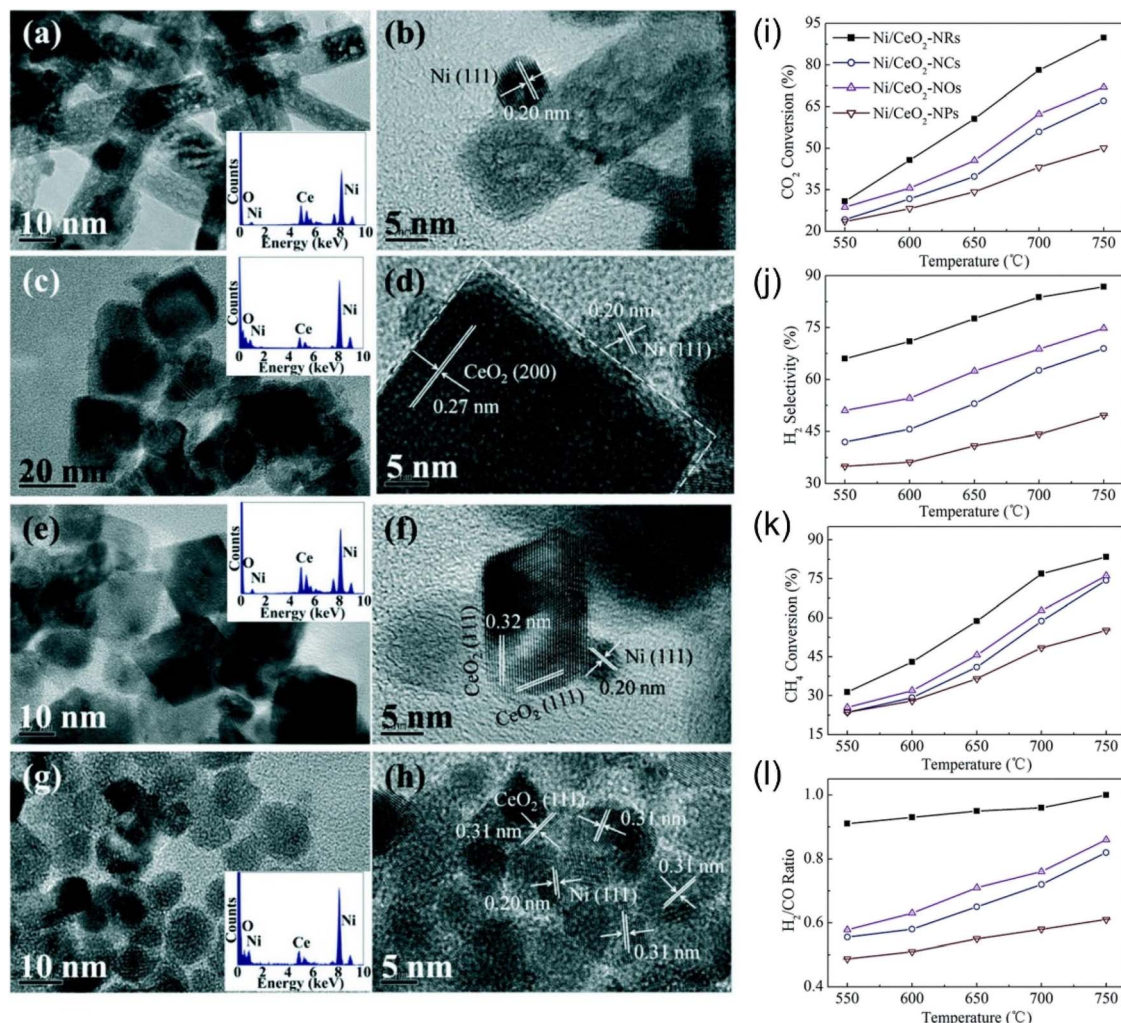 (a)
10 nm
Counts
O
Ni
Ce
Ni
0 2 4 6 8 10
Energy (keV)
(b)
Ni (111)
0.20 nm
5 nm
(c)
20 nm
Counts
O
Ni
Ce
Ni
0 2 4 6 8 10
Energy (keV)
(d)
0.20 nm
Ni (111)
CeO2 (200)
0.27 nm
5 nm
(e)
10 nm
Counts
O
Ni
Ce
Ni
0 2 4 6 8 10
Energy (keV)
(f)
0.32 nm
CeO2 (111)
CeO2 (111)
Ni (111)
0.20 nm
5 nm
(g)
10 nm
Counts
O
Ni
Ce
Ni
0 2 4 6 8 10
Energy (keV)
(h)
CeO2 (111)
0.31 nm
0.31 nm
0.31 nm
Ni (111)
0.20 nm
0.31 nm
5 nm
(i)
Ni/CeO2-NRs
Ni/CeO2-NCs
Ni/CeO2-NOs
Ni/CeO2-NPs
CO2 Conversion (%)
95
80
65
50
35
20
550 600 650 700 750
Temperature (℃)
(j)
H2 Selectivity (%)
90
75
60
45
30
550 600 650 700 750
Temperature (℃)
(k)
CH4 Conversion (%)
90
75
60
45
30
15
550 600 650 700 750
Temperature (℃)
(l)
H2/CO Ratio
1.0
0.8
0.6
0.4
550 600 650 700 750
Temperature (℃)